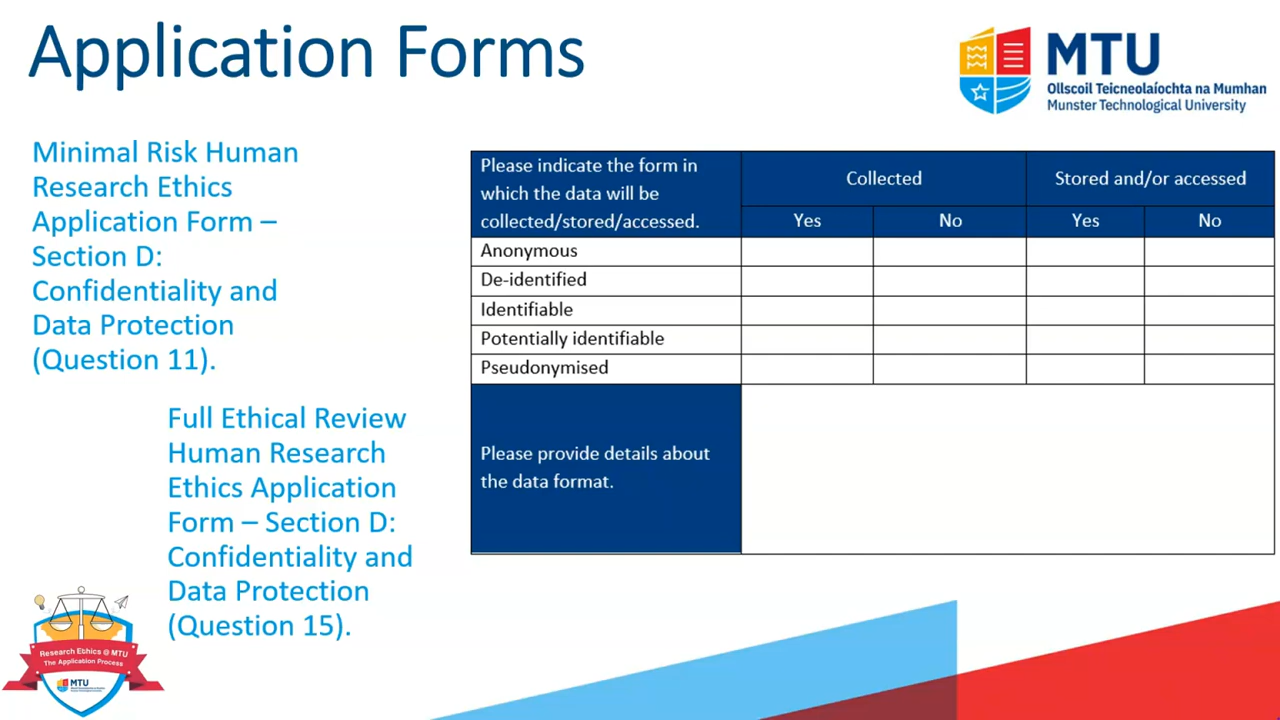 Application Forms
MTU
Ollscoil Teicneolaíochta na Mumhan
Munster Technological University
Minimal Risk Human
Research Ethics
Application Form –
Section D:
Confidentiality and
Data Protection
(Question 11).
Full Ethical Review
Human Research
Ethics Application
Form – Section D:
Confidentiality and
Data Protection
(Question 15).
Please indicate the form in
which the data will be
collected/stored/accessed.
Collected
Stored and/or accessed
Yes
No
Yes
No
Anonymous
De-identified
Identifiable
Potentially identifiable
Pseudonymised
Please provide details about
the data format.
Research Ethics @ MTU
The Application Process
MTU